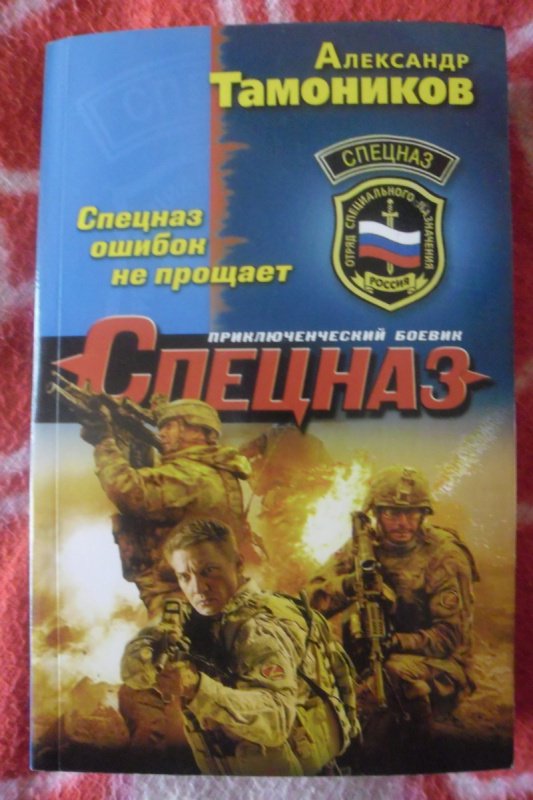 Александр
Тамоников
СПЕЦНАЗ
ОТРЯД СПЕЦИАЛЬНОГО НАЗНАЧЕНИЯ
РОССИЯ
Спецназ
ошибок
не прощает
ПРИКЛЮЧЕНЧЕСКИЙ БОЕВИК
СПЕЦНАЗ